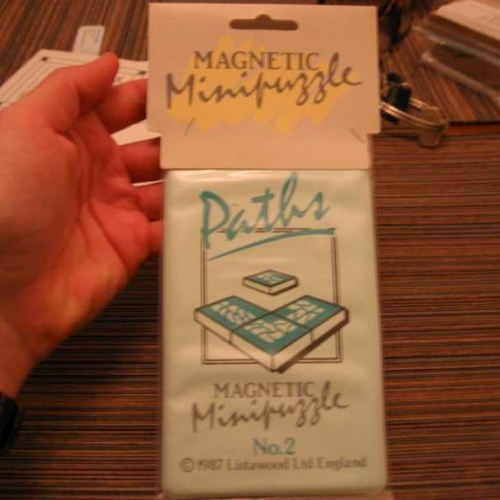 MAGNETIC
Minipuzzle
Paths
MAGNETIC
Minipuzzle
No.2
© 1987 Listawood Ltd England